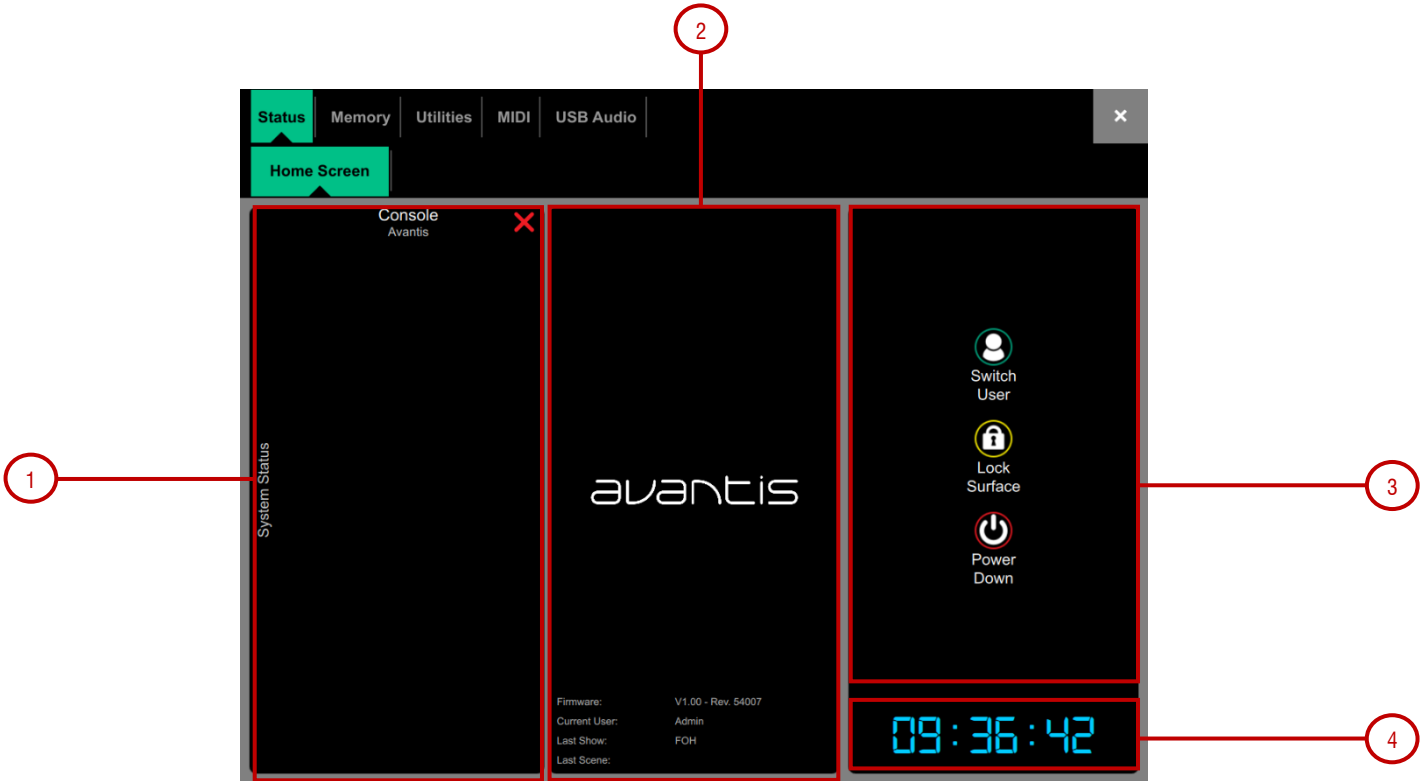 2
Status Memory Utilities MIDI USB Audio ×
Home Screen
Console
Avantis
System Status
1
avantis
Firmware: V1.00 - Rev. 54007
Current User: Admin
Last Show: FOH
Last Scene:
Switch
User
Lock
Surface
Power
Down
3
09:36:42
4